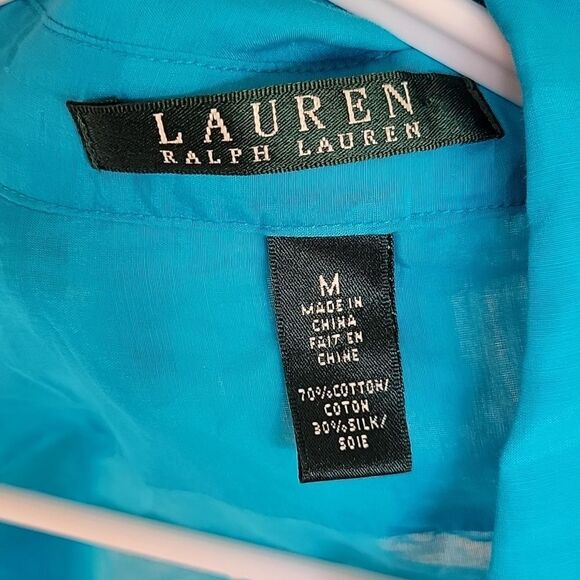 LAUREN
RALPH LAUREN
M
MADE IN
CHINA
FAIT EN
CHINE
70%COTTON/
COTON
30%SILK/
SOIE